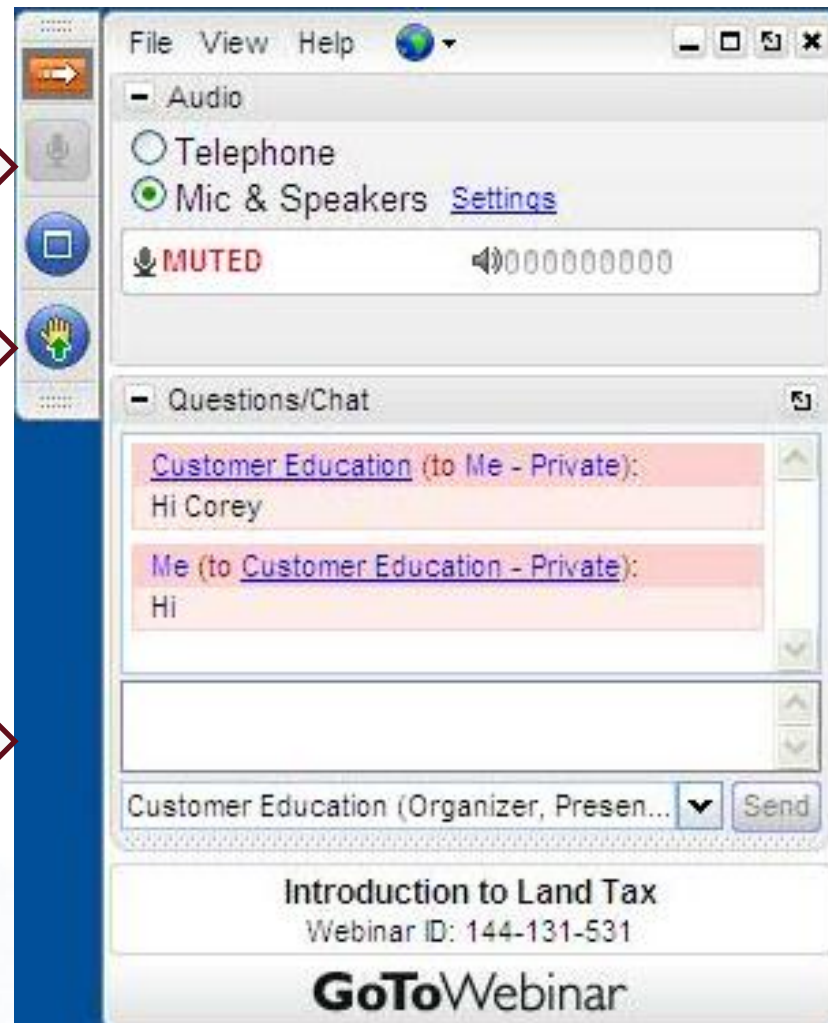 File View Help
Audio
Telephone
Mic & Speakers Settings
MUTED
Questions/Chat
Customer Education (to Me - Private):
Hi Corey
Me (to Customer Education - Private):
Hi
Customer Education (Organizer, Presen... Send
Introduction to Land Tax
Webinar ID: 144-131-531
GoToWebinar